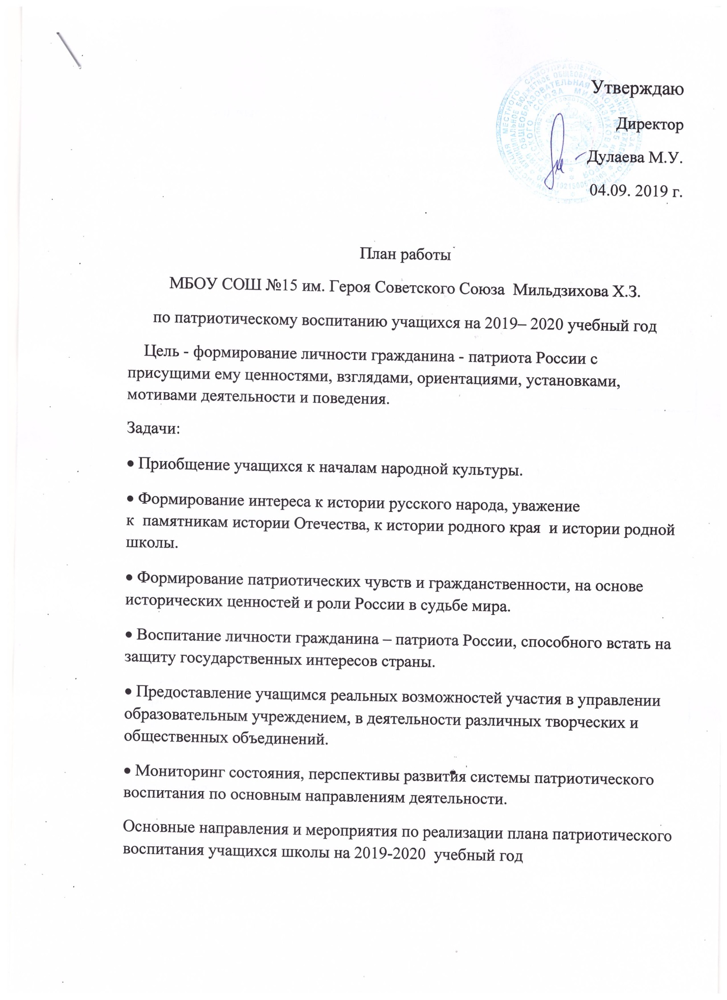 Утверждаю
Директор
Дулаева М.У.
04.09. 2019 г.
План работы
МБОУ СОШ №15 им. Героя Советского Союза  Мильдзихова Х.З.
по патриотическому воспитанию учащихся на 2019– 2020 учебный год
Цель - формирование личности гражданина - патриота России с
присущими ему ценностями, взглядами, ориентациями, установками,
мотивами деятельности и поведения.
Задачи:
• Приобщение учащихся к началам народной культуры.
• Формирование интереса к истории русского народа, уважение
к  памятникам истории Отечества, к истории родного края  и истории родной
школы.
• Формирование патриотических чувств и гражданственности, на основе
исторических ценностей и роли России в судьбе мира.
• Воспитание личности гражданина – патриота России, способного встать на
защиту государственных интересов страны.
• Предоставление учащимся реальных возможностей участия в управлении
образовательным учреждением, в деятельности различных творческих и
общественных объединений.
• Мониторинг состояния, перспективы развития системы патриотического
воспитания по основным направлениям деятельности.
Основные направления и мероприятия по реализации плана патриотического
воспитания учащихся школы на 2019-2020  учебный год